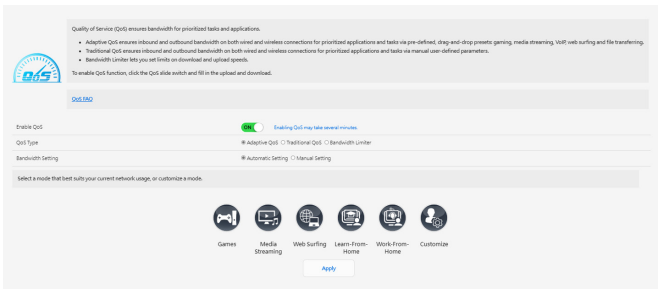 Quality of Service (QoS) ensures bandwidth for prioritized tasks and applications.
• Adaptive QoS ensures inbound and outbound bandwidth on both wired and wireless connections for prioritized applications and tasks via pre-defined, drag-and-drop presets: gaming, media streaming, VoIP, web surfing and file transferring.
• Traditional QoS ensures inbound and outbound bandwidth on both wired and wireless connections for prioritized applications and tasks via manual user-defined parameters.
• Bandwidth Limiter lets you set limits on download and upload speeds.
To enable QoS function, click the QoS slide switch and fill in the upload and download.
QoS
QoS FAQ
Enable QoS ON Enabling QoS may take several minutes.
QoS Type Adaptive QoS Traditional QoS Bandwidth Limiter
Bandwidth Setting Automatic Setting Manual Setting
Select a mode that best suits your current network usage, or customize a mode.
Games Media Streaming Web Surfing Learn-From-Home Work-From-Home Customize
Apply